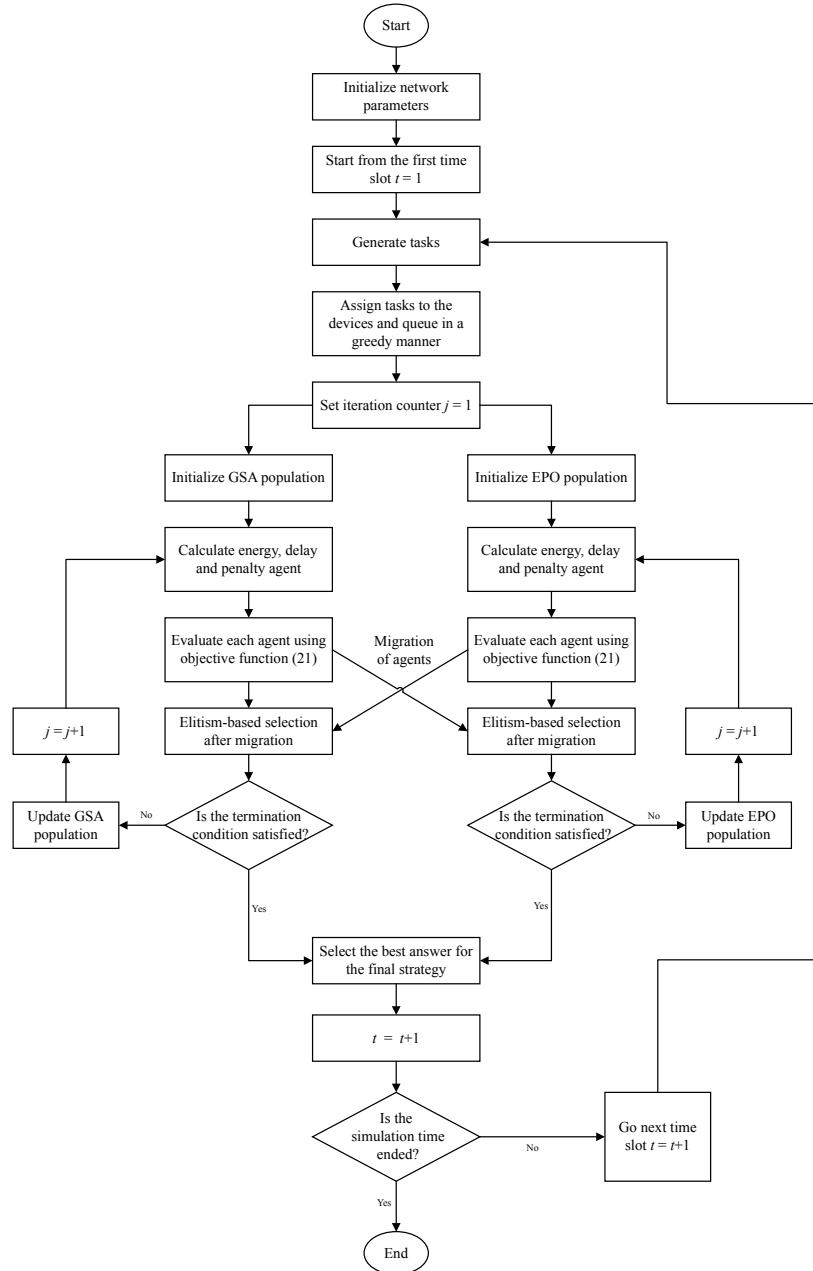 Start
Initialize network
parameters
Start from the first time
slot t = 1
Generate tasks
Assign tasks to the
devices and queue in a
greedy manner
Set iteration counter j = 1
Initialize GSA population
Initialize EPO population
Calculate energy, delay
and penalty agent
Calculate energy, delay
and penalty agent
Evaluate each agent using
objective function (21)
Migration
of agents
Evaluate each agent using
objective function (21)
Elitism-based selection
after migration
Elitism-based selection
after migration
j = j+1
j = j+1
Update GSA
population
No
Is the termination
condition satisfied?
Is the termination
condition satisfied?
No
Update EPO
population
Yes
Yes
Select the best answer for
the final strategy
t = t+1
Is the
simulation time
ended?
No
Go next time
slot t = t+1
Yes
End